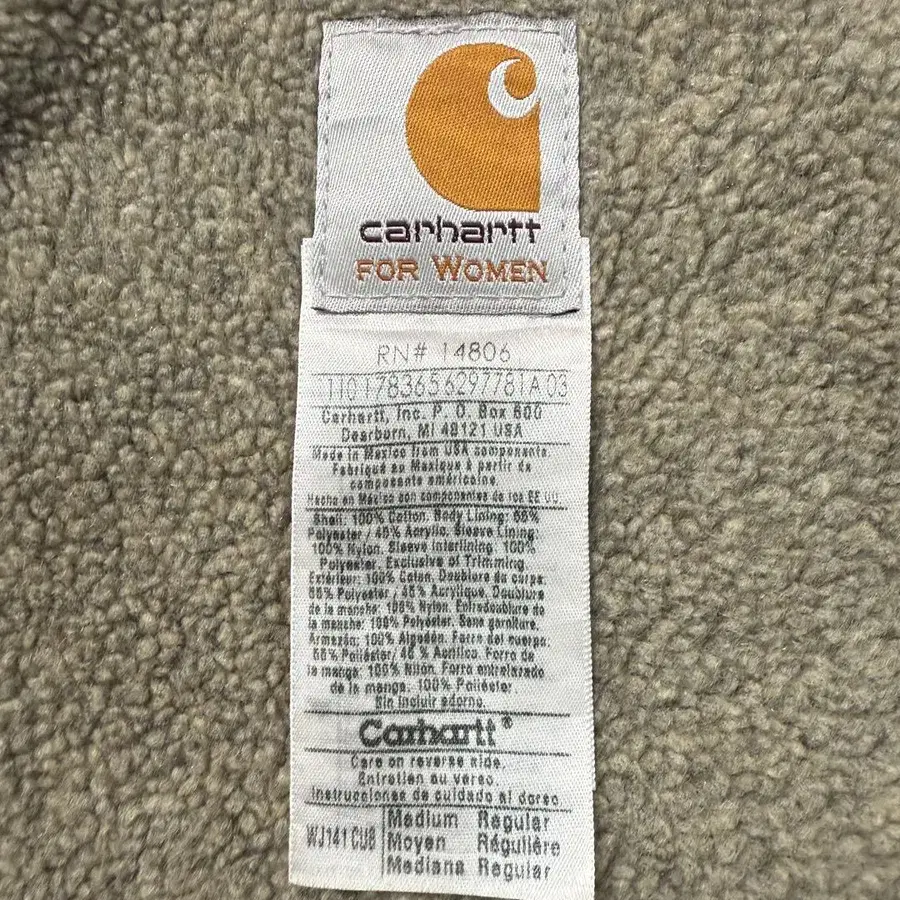 carhartt
FOR WOMEN
RN# 14806
1101783656297781A 03
Carhartt, Inc. P. O. Box 600
Dearborn, MI 48121 USA
Made in Mexico from USA components.
Fabriqué au Mexique à partir de
composants américains.
Hecho en México con componentes de los EE UU.
Shell: 100% Cotton. Body Lining: 55%
Polyester / 45% Acrylic. Sleeve Lining:
100% Nylon. Sleeve Interlining: 100%
Polyester. Exclusive of Trimming
Extérieur: 100% Coton. Doublure du corps:
55% Polyester / 45% Acrylique. Doublure
de la manche: 100% Nylon. Entredoublure de
la manche: 100% Polyester. Sans garniture.
Armazón: 100% Algodón. Forro del cuerpo:
55% Poliéster/ 45 % Acrílico. Forro de
la manga: 100% Nilón. Forro entrelazado
de la manga: 100% Poliéster
Sin incluir adorno.
Carhartt®
Care on reverse side.
Entretien au verso.
Instrucciones de cuidado al dorso
WJ141 CUB
Medium Regular
Moyen Régulière
Mediana Regular